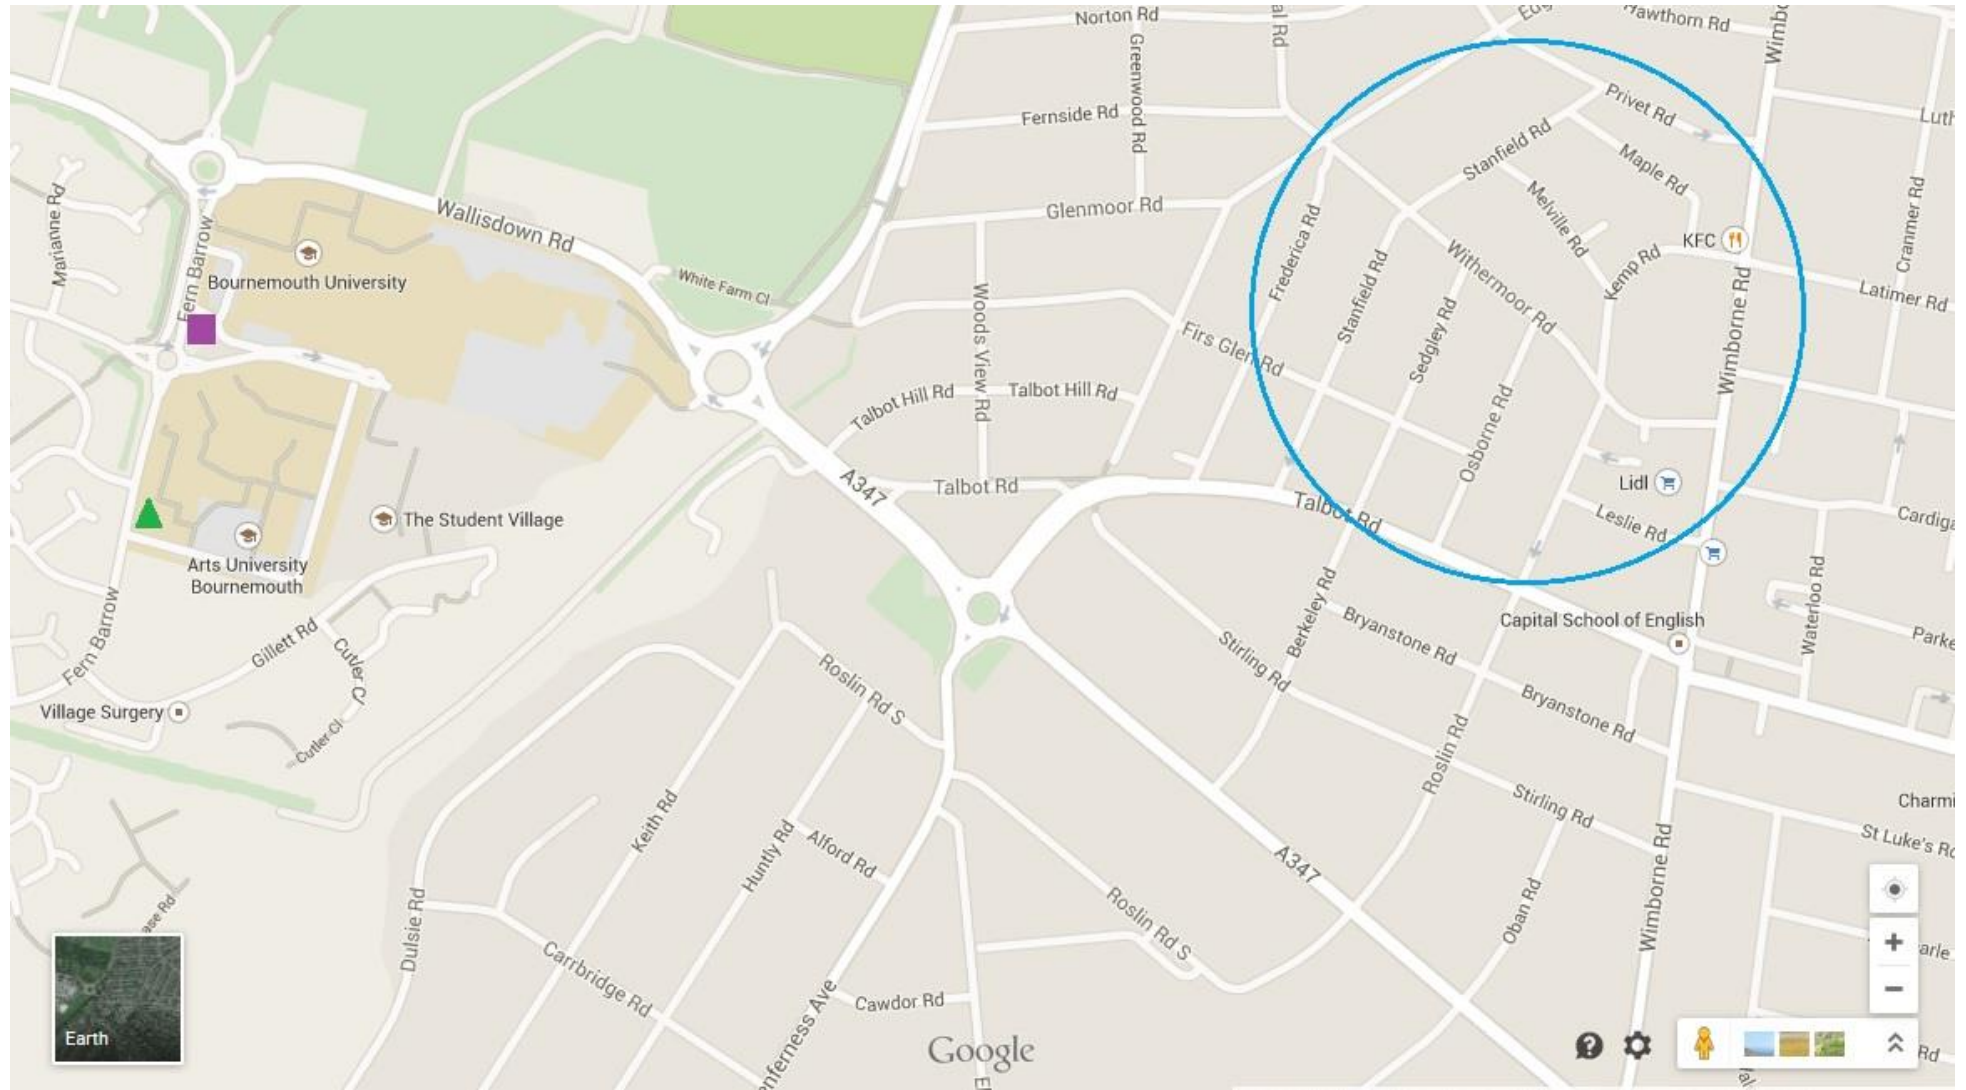 Norton Rd
Hawthorn Rd
Greenwood Rd
Fernside Rd
Privet Rd
Stanfield Rd
Maple Rd
Marianne Rd
Wallisdown Rd
Glenmoor Rd
Melville Rd
Cranmer Rd
Frederica Rd
KFC
Fern Barrow
Bournemouth University
White Farm Cl
Woods View Rd
Stanfield Rd
Withermoor Rd
Kemp Rd
Latimer Rd
Firs Glen Rd
Sedgley Rd
Wimborne Rd
Talbot Hill Rd
Talbot Hill Rd
Osborne Rd
A347
Talbot Rd
Talbot Rd
Lidl
Leslie Rd
The Student Village
Arts University
Bournemouth
Fern Barrow
Gillett Rd
Cutler Cl
Berkeley Rd
Bryanstone Rd
Capital School of English
Waterloo Rd
Stirling Rd
Roslin Rd S
Village Surgery
Cutler Cl
Bryanstone Rd
Roslin Rd
Keith Rd
Huntly Rd
Alford Rd
Stirling Rd
St Luke's
A347
Wimborne Rd
Dulsie Rd
Roslin Rd S
Oban Rd
Carrbridge Rd
Cawdor Rd
Earth
Google
Rd